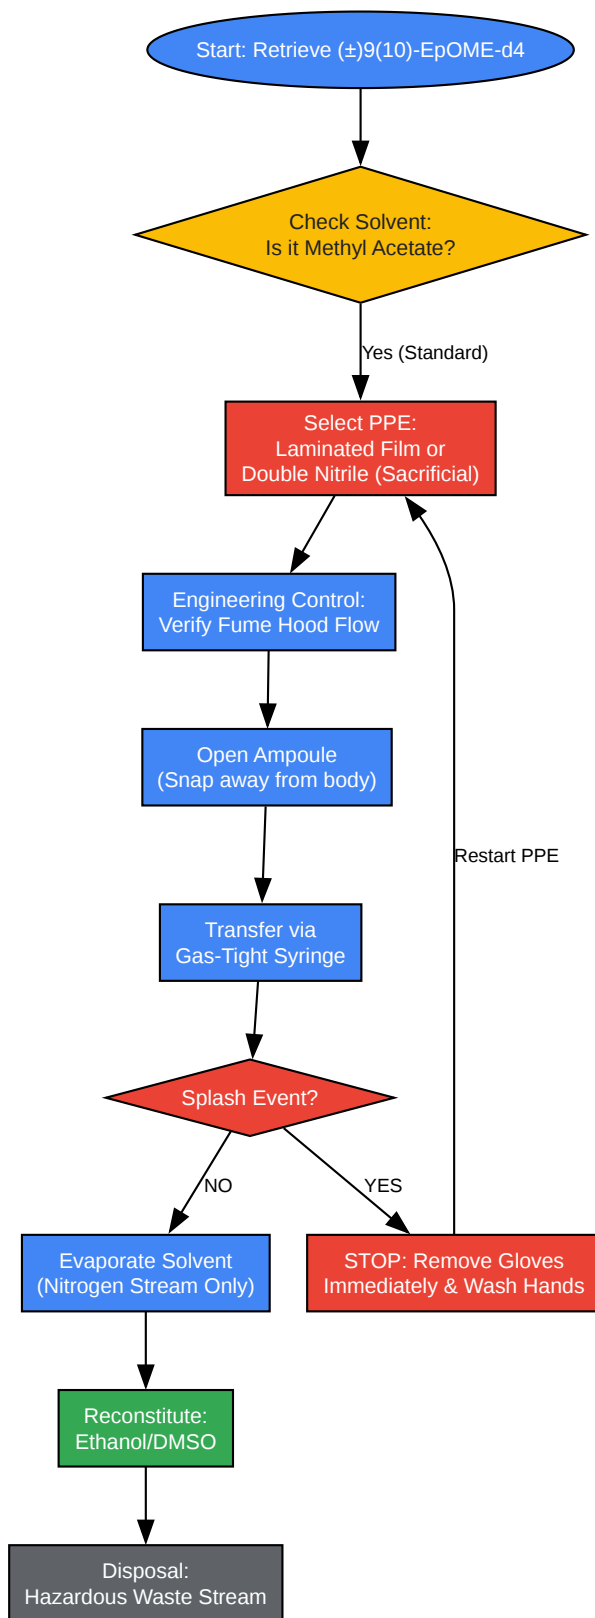 Start: Retrieve (±)9(10)-EpOME-d4
Check Solvent:
Is it Methyl Acetate?
Yes (Standard)
Select PPE:
Laminated Film or
Double Nitrile (Sacrificial)
Engineering Control:
Verify Fume Hood Flow
Open Ampoule
(Snap away from body)
Restart PPE
Transfer via
Gas-Tight Syringe
Splash Event?
NO
YES
Evaporate Solvent
(Nitrogen Stream Only)
STOP: Remove Gloves
Immediately & Wash Hands
Reconstitute:
Ethanol/DMSO
Disposal:
Hazardous Waste Stream